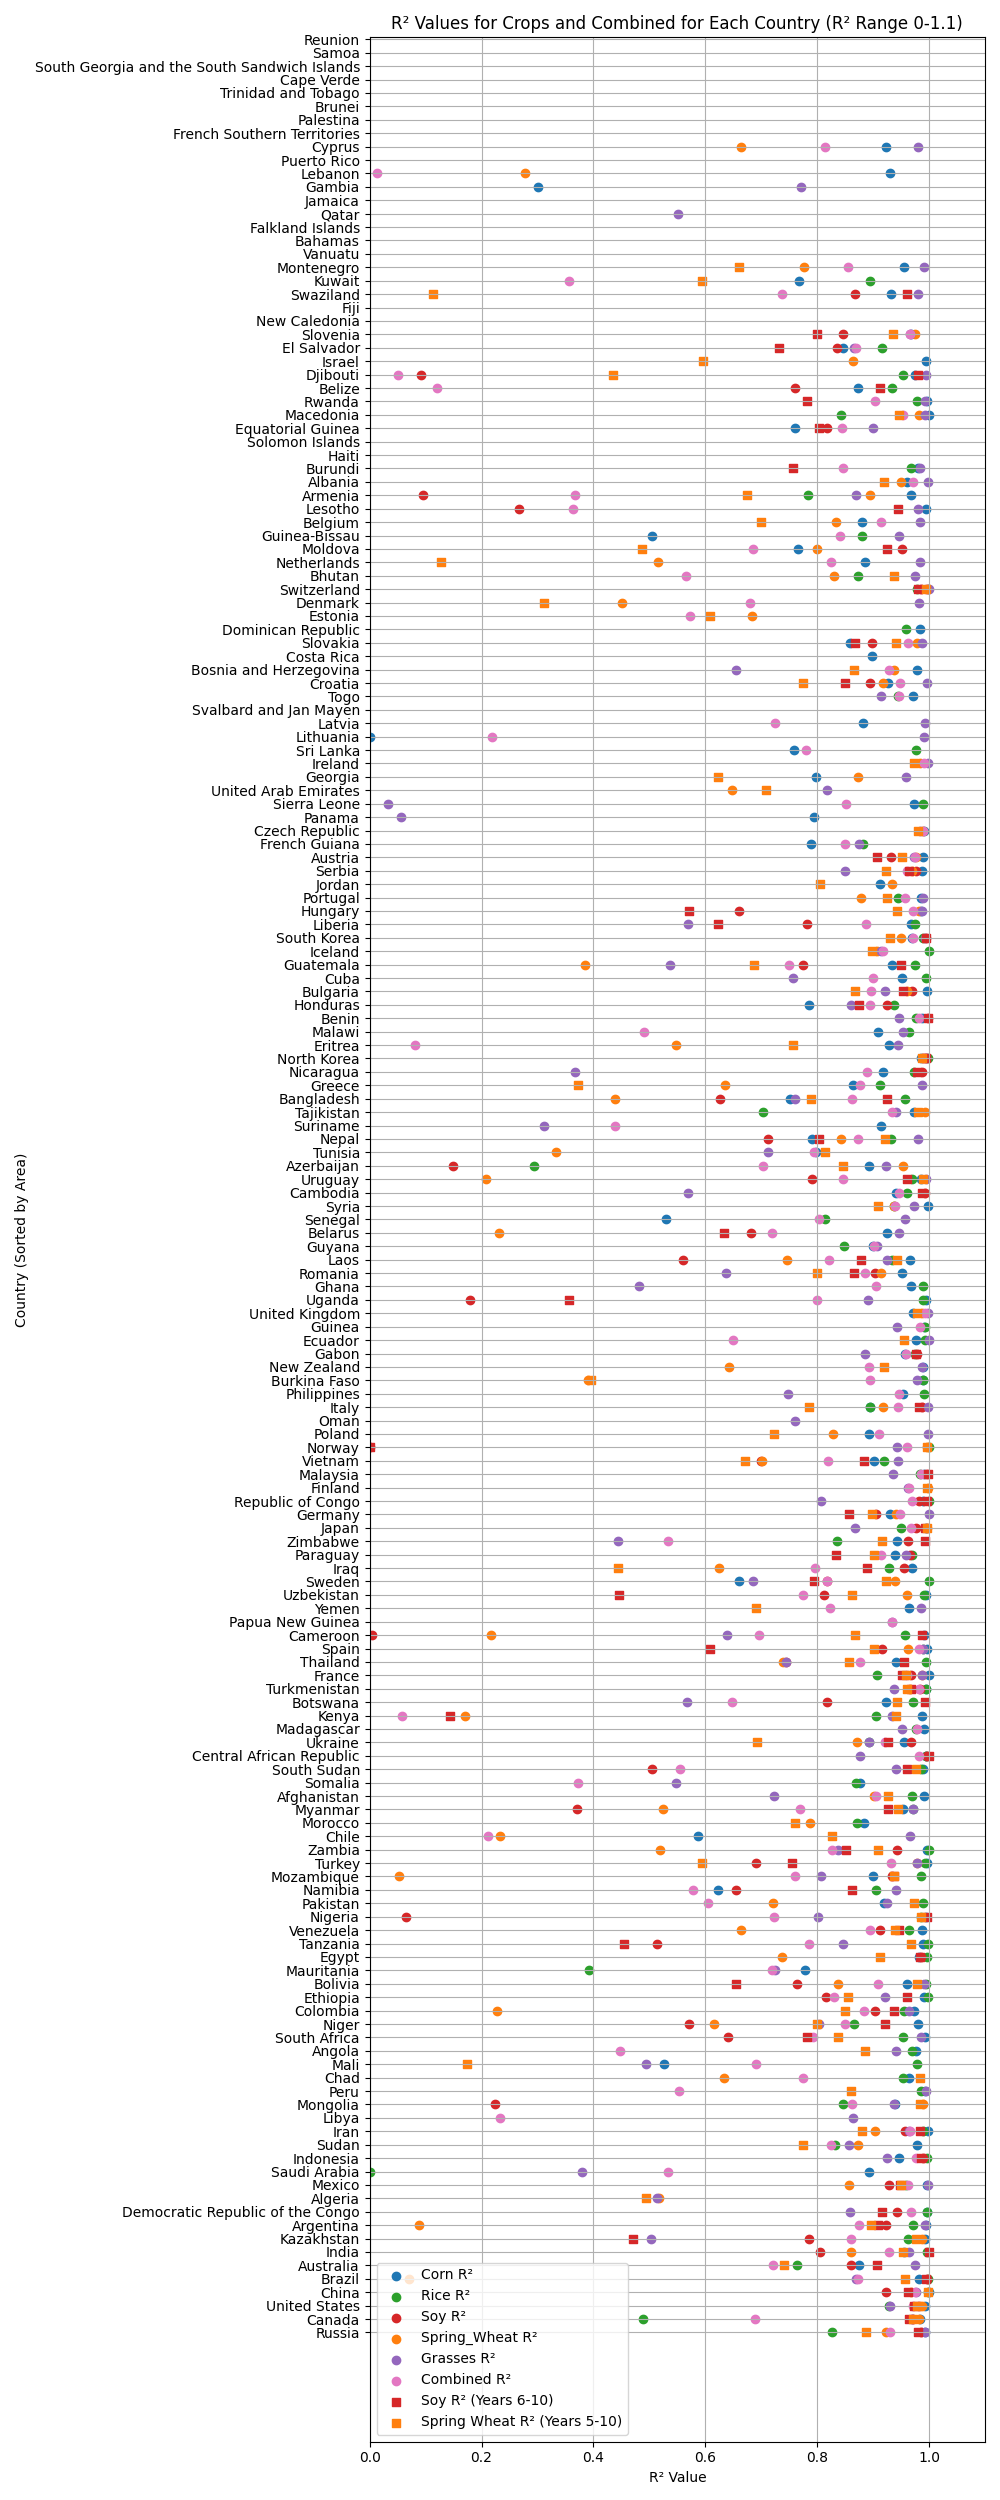 R² Values for Crops and Combined for Each Country (R² Range 0-1.1)
Reunion
Samoa
South Georgia and the South Sandwich Islands
Cape Verde
Trinidad and Tobago
Brunei
Palestina
French Southern Territories
Cyprus
Puerto Rico
Lebanon
Gambia
Jamaica
Qatar
Falkland Islands
Bahamas
Vanuatu
Montenegro
Kuwait
Swaziland
Fiji
New Caledonia
Slovenia
El Salvador
Israel
Djibouti
Belize
Rwanda
Macedonia
Equatorial Guinea
Solomon Islands
Haiti
Burundi
Albania
Armenia
Lesotho
Belgium
Guinea-Bissau
Moldova
Netherlands
Bhutan
Switzerland
Denmark
Estonia
Dominican Republic
Slovakia
Costa Rica
Bosnia and Herzegovina
Croatia
Togo
Svalbard and Jan Mayen
Latvia
Lithuania
Sri Lanka
Ireland
Georgia
United Arab Emirates
Sierra Leone
Panama
Czech Republic
French Guiana
Austria
Serbia
Jordan
Portugal
Hungary
Liberia
South Korea
Iceland
Guatemala
Cuba
Bulgaria
Honduras
Benin
Malawi
Eritrea
North Korea
Nicaragua
Greece
Bangladesh
Tajikistan
Suriname
Nepal
Tunisia
Azerbaijan
Uruguay
Cambodia
Syria
Senegal
Belarus
Guyana
Laos
Romania
Ghana
Uganda
United Kingdom
Guinea
Ecuador
Gabon
New Zealand
Burkina Faso
Philippines
Italy
Oman
Poland
Norway
Vietnam
Malaysia
Finland
Republic of Congo
Germany
Japan
Zimbabwe
Paraguay
Iraq
Sweden
Uzbekistan
Yemen
Papua New Guinea
Cameroon
Spain
Thailand
France
Turkmenistan
Botswana
Kenya
Madagascar
Ukraine
Central African Republic
South Sudan
Somalia
Afghanistan
Myanmar
Morocco
Chile
Zambia
Turkey
Mozambique
Namibia
Pakistan
Nigeria
Venezuela
Tanzania
Egypt
Mauritania
Bolivia
Ethiopia
Colombia
Niger
South Africa
Angola
Mali
Chad
Peru
Mongolia
Libya
Iran
Sudan
Indonesia
Saudi Arabia
Mexico
Algeria
Democratic Republic of the Congo
Argentina
Kazakhstan
India
Australia
Brazil
China
United States
Canada
Russia
Country (Sorted by Area)
Corn R²
Rice R²
Soy R²
Spring_Wheat R²
Grasses R²
Combined R²
Soy R² (Years 6-10)
Spring Wheat R² (Years 5-10)
0.0 0.2 0.4 0.6 0.8 1.0
R² Value